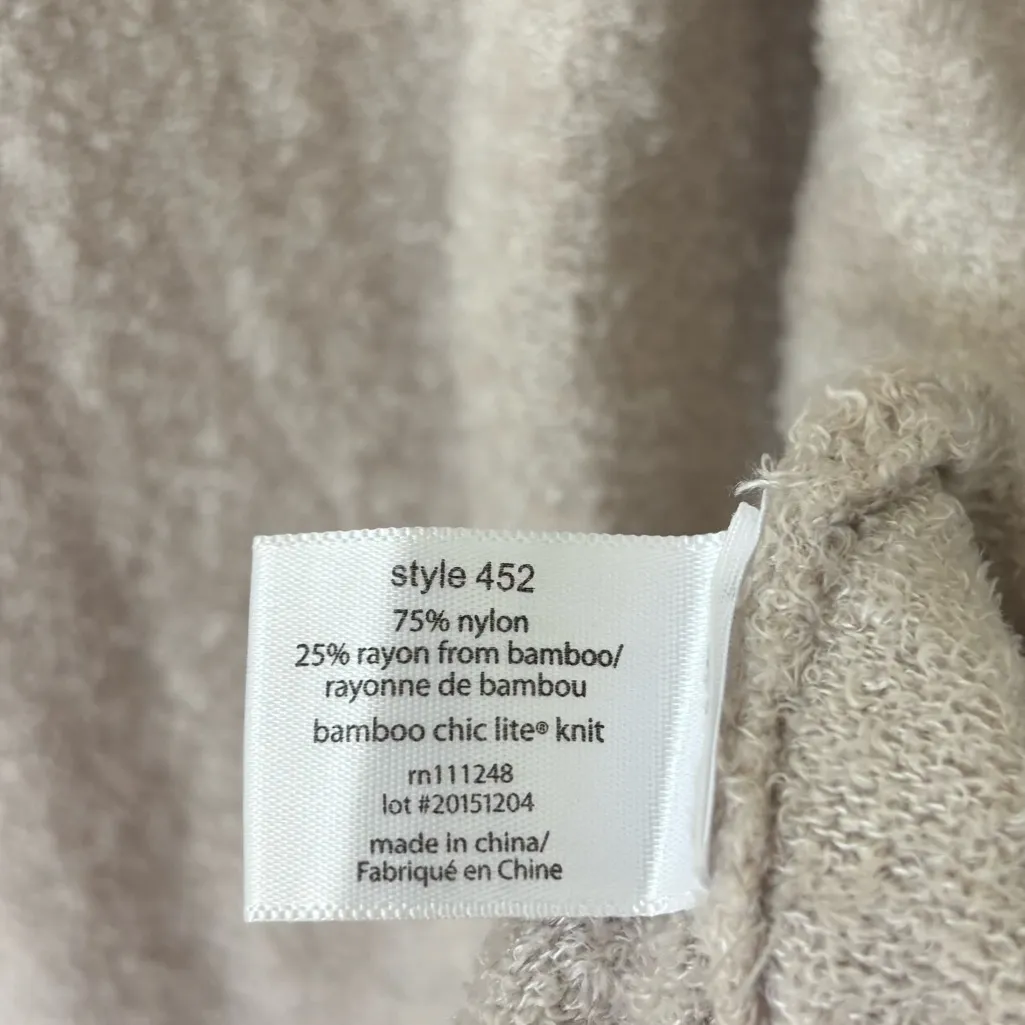 style 452
75% nylon
25% rayon from bamboo/
rayonne de bambou
bamboo chic lite® knit
rn111248
lot #20151204
made in china/
Fabriqué en Chine